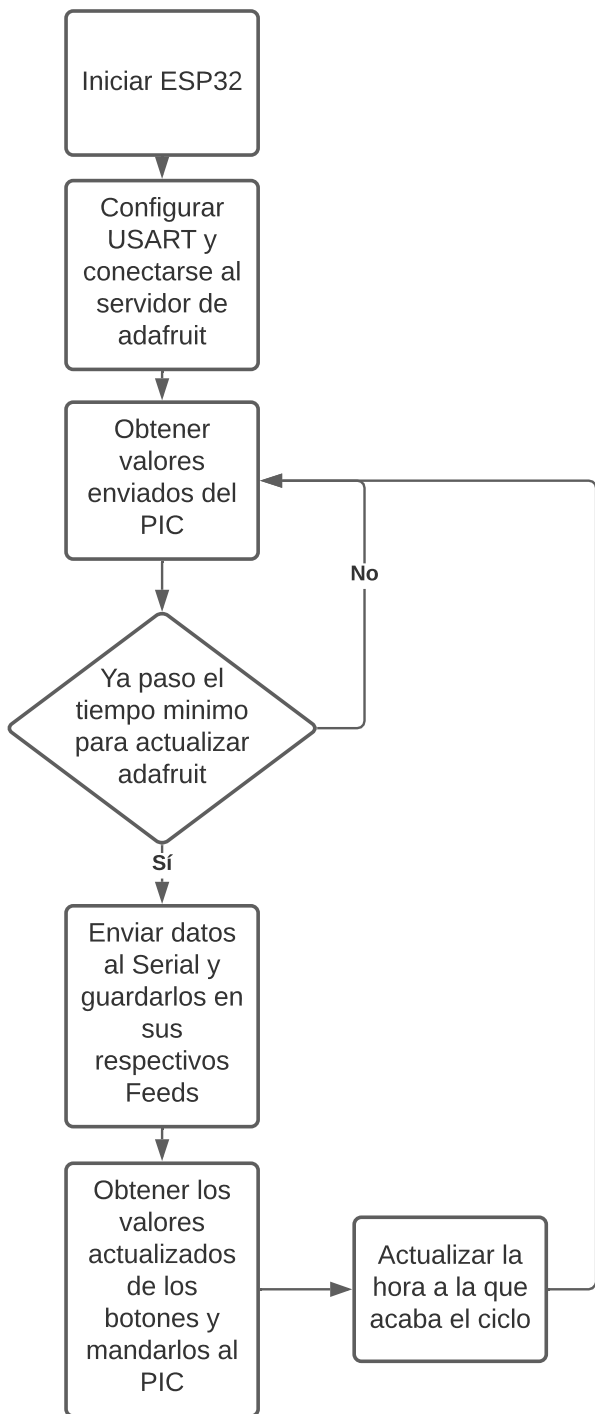 Iniciar ESP32
Configurar
USART y
conectarse al
servidor de
adafruit
Obtener
valores
enviados del
PIC
No
Ya paso el
tiempo minimo
para actualizar
adafruit
Sí
Enviar datos
al Serial y
guardarlos en
sus
respectivos
Feeds
Obtener los
valores
actualizados
de los
botones y
mandarlos al
PIC
Actualizar la
hora a la que
acaba el ciclo